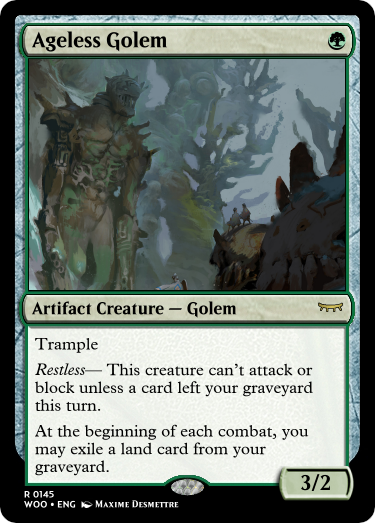 Ageless Golem
Artifact Creature — Golem
Trample
Restless— This creature can't attack or
block unless a card left your graveyard
this turn.
At the beginning of each combat, you
may exile a land card from your
graveyard.
3/2
R 0145
WOO • ENG Maxime Desmettre